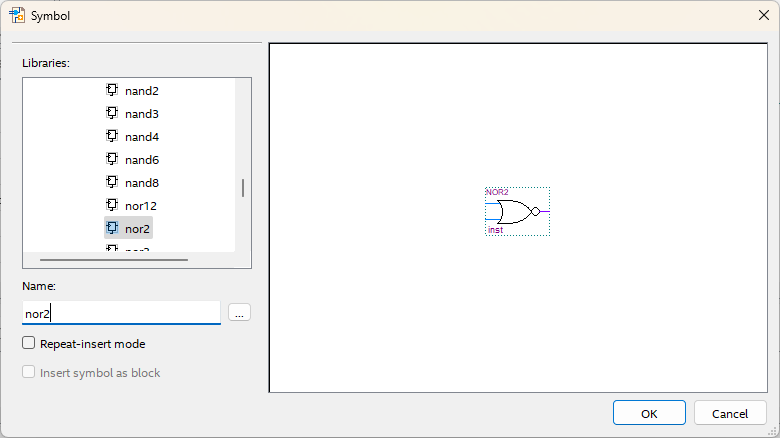 Symbol
Libraries:
nand2
nand3
nand4
nand6
nand8
nor12
nor2
Name:
nor2
...
Repeat-insert mode
Insert symbol as block
NOR2
inst
OK
Cancel